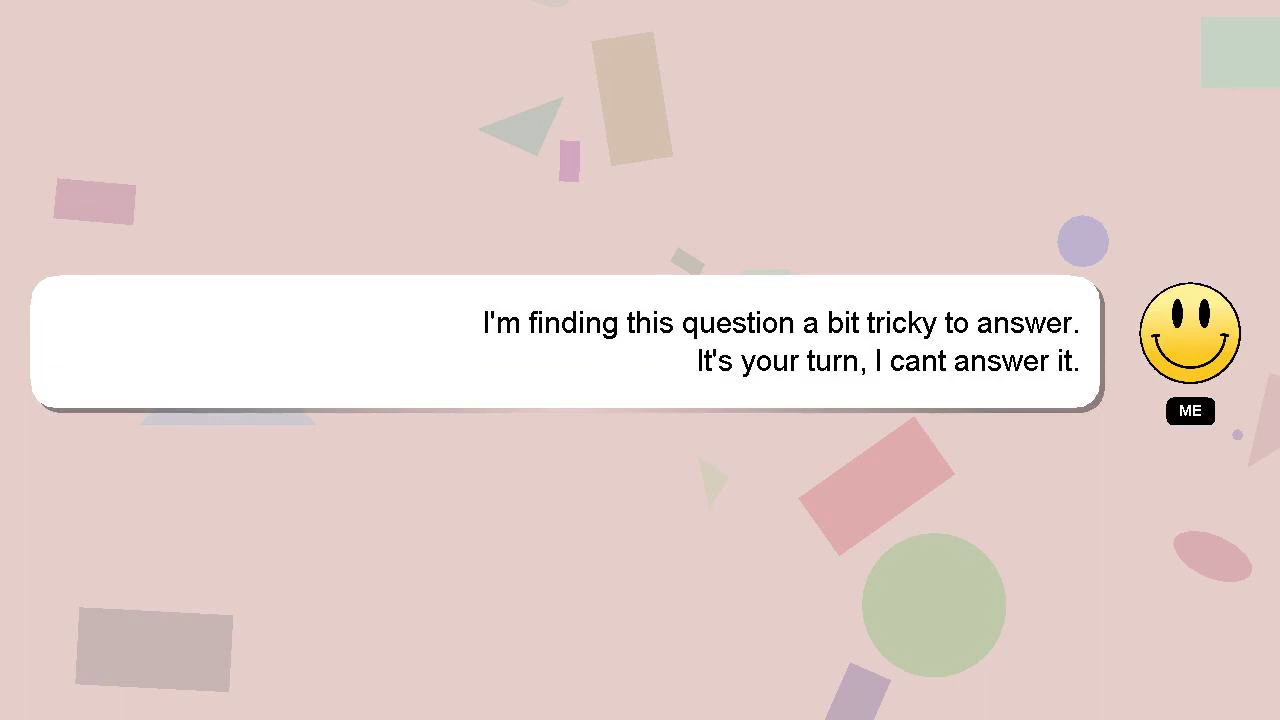 I'm finding this question a bit tricky to answer.
It's your turn, I cant answer it.
ME